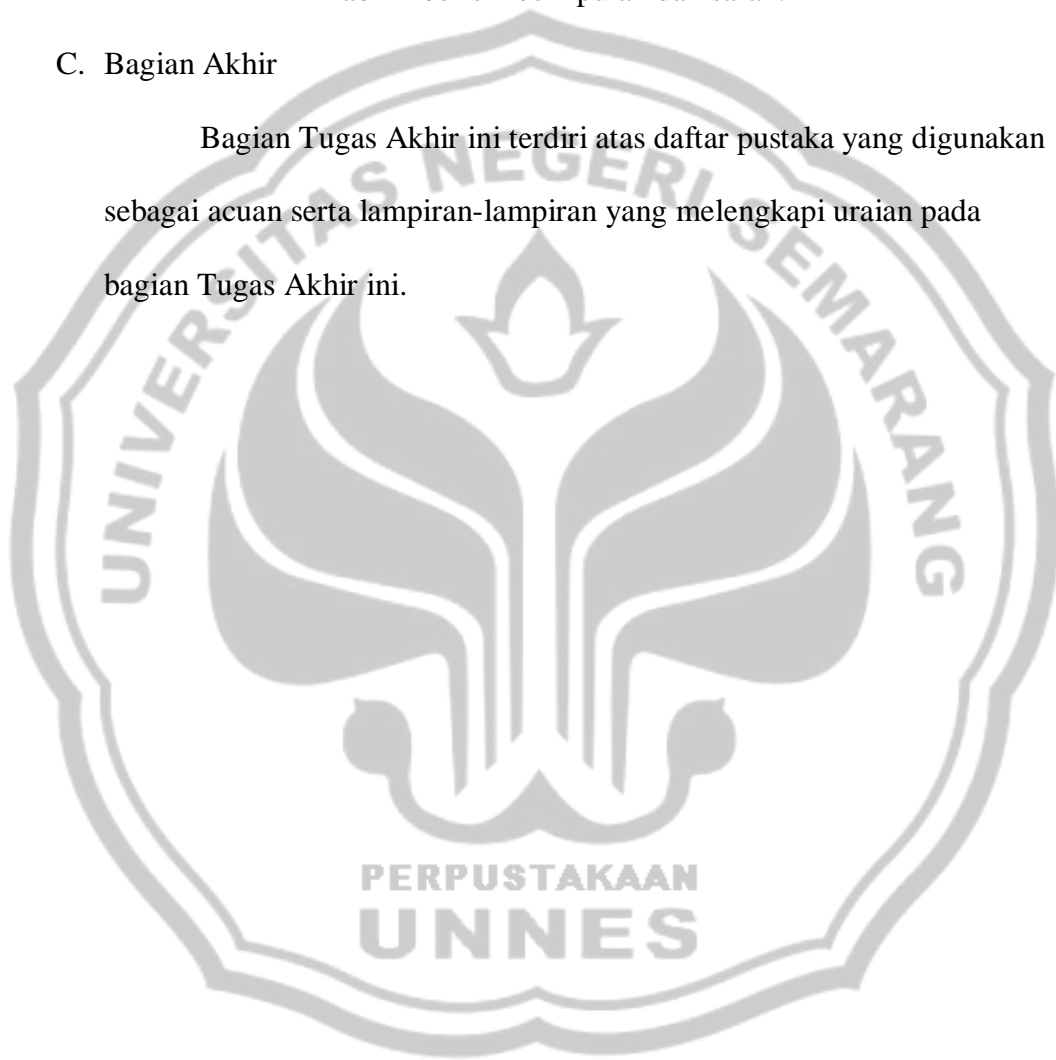 C. Bagian Akhir
Bagian Tugas Akhir ini terdiri atas daftar pustaka yang digunakan
sebagai acuan serta lampiran-lampiran yang melengkapi uraian pada
bagian Tugas Akhir ini.
UNIVERSITAS NEGERI SEMARANG
PERPUSTAKAAN
UNNES